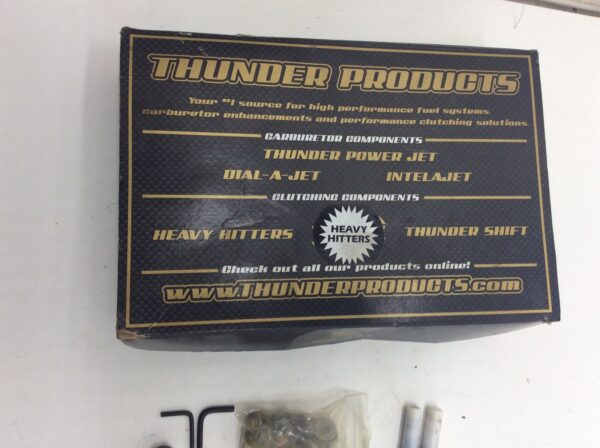 THUNDER PRODUCTS
Your #1 source for high performance fuel systems,
carburetor enhancements and performance clutching solutions.
CARBURETOR COMPONENTS
THUNDER POWER JET
DIAL-A-JET INTELAJET
CLUTCHING COMPONENTS
HEAVY HITTERS HEAVY HITTERS THUNDER SHIFT
Check out all our products online!
www.THUNDERPRODUCTS.com